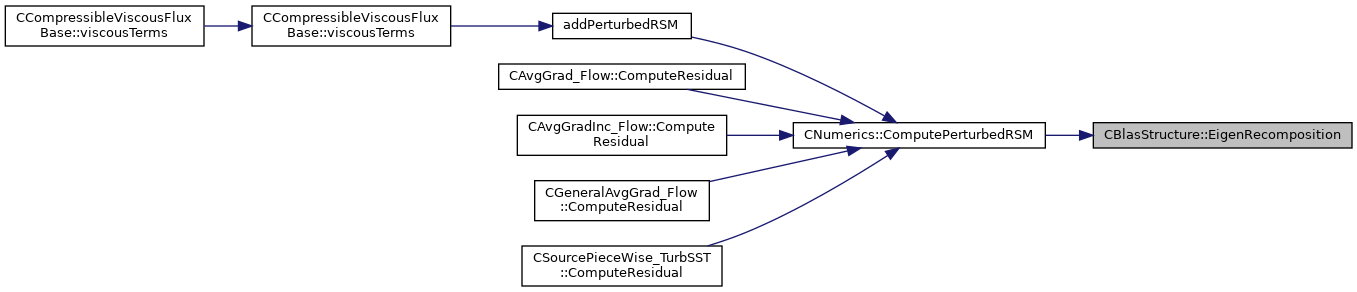 CCompressibleViscousFlux
Base::viscousTerms
CCompressibleViscousFlux
Base::viscousTerms
addPerturbedRSM
CAvgGrad_Flow::ComputeResidual
CAvgGradInc_Flow::Compute
Residual
CGeneralAvgGrad_Flow
::ComputeResidual
CSourcePieceWise_TurbSST
::ComputeResidual
CNumerics::ComputePerturbedRSM
CBlasStructure::EigenRecomposition